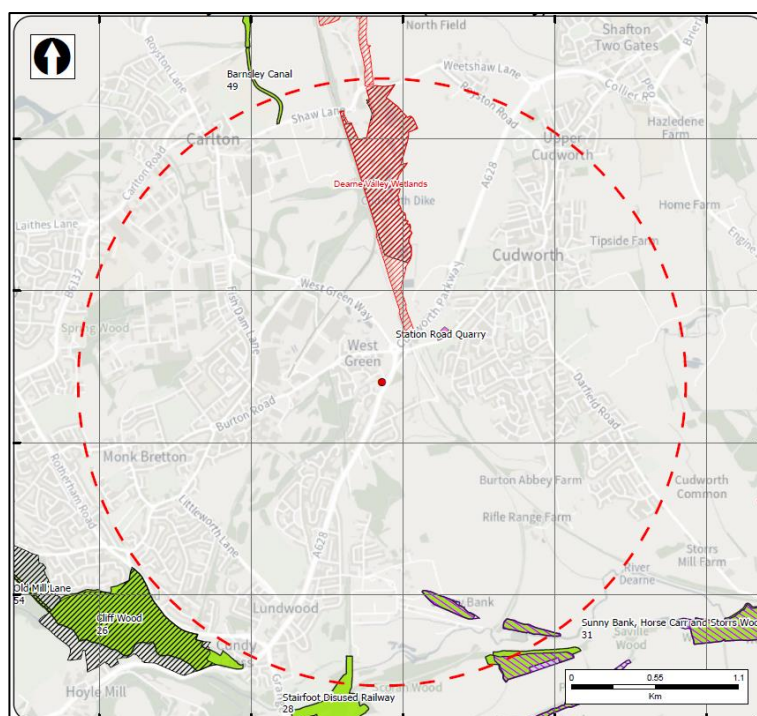 North Field
Shafton
Two Gates
Royston Lane
Barnsley Canal
49
Weetshaw Lane
Royston Road
Shaw Lane
Carlton
Hazledene
Farm
Upper
Cudworth
Carlton Road
A628
Dearne Valley Wetlands
Dike
Laithes Lane
Home Farm
Cudworth
Tipside Farm
B6132
West Green Way
Fish Dam Lane
Parkway
Spring Wood
Station Road Quarry
West
Green
Darfield Road
Burton Road
Monk Bretton
Rotherham Road
Burton Abbey Farm
Cudworth
Common
Littleworth Lane
Rifle Range Farm
A628
Storrs
Mill Farm
River
Dearne
Old Mill Lane
54
Lundwood
Bank
Cliff Wood
26
Sunny Bank, Horse Carr and Storrs Woo
31
Saville
Wood
Hoyle Mill
Wood
Stairfoot Disused Railway
28
0
0.55
1.1
Km